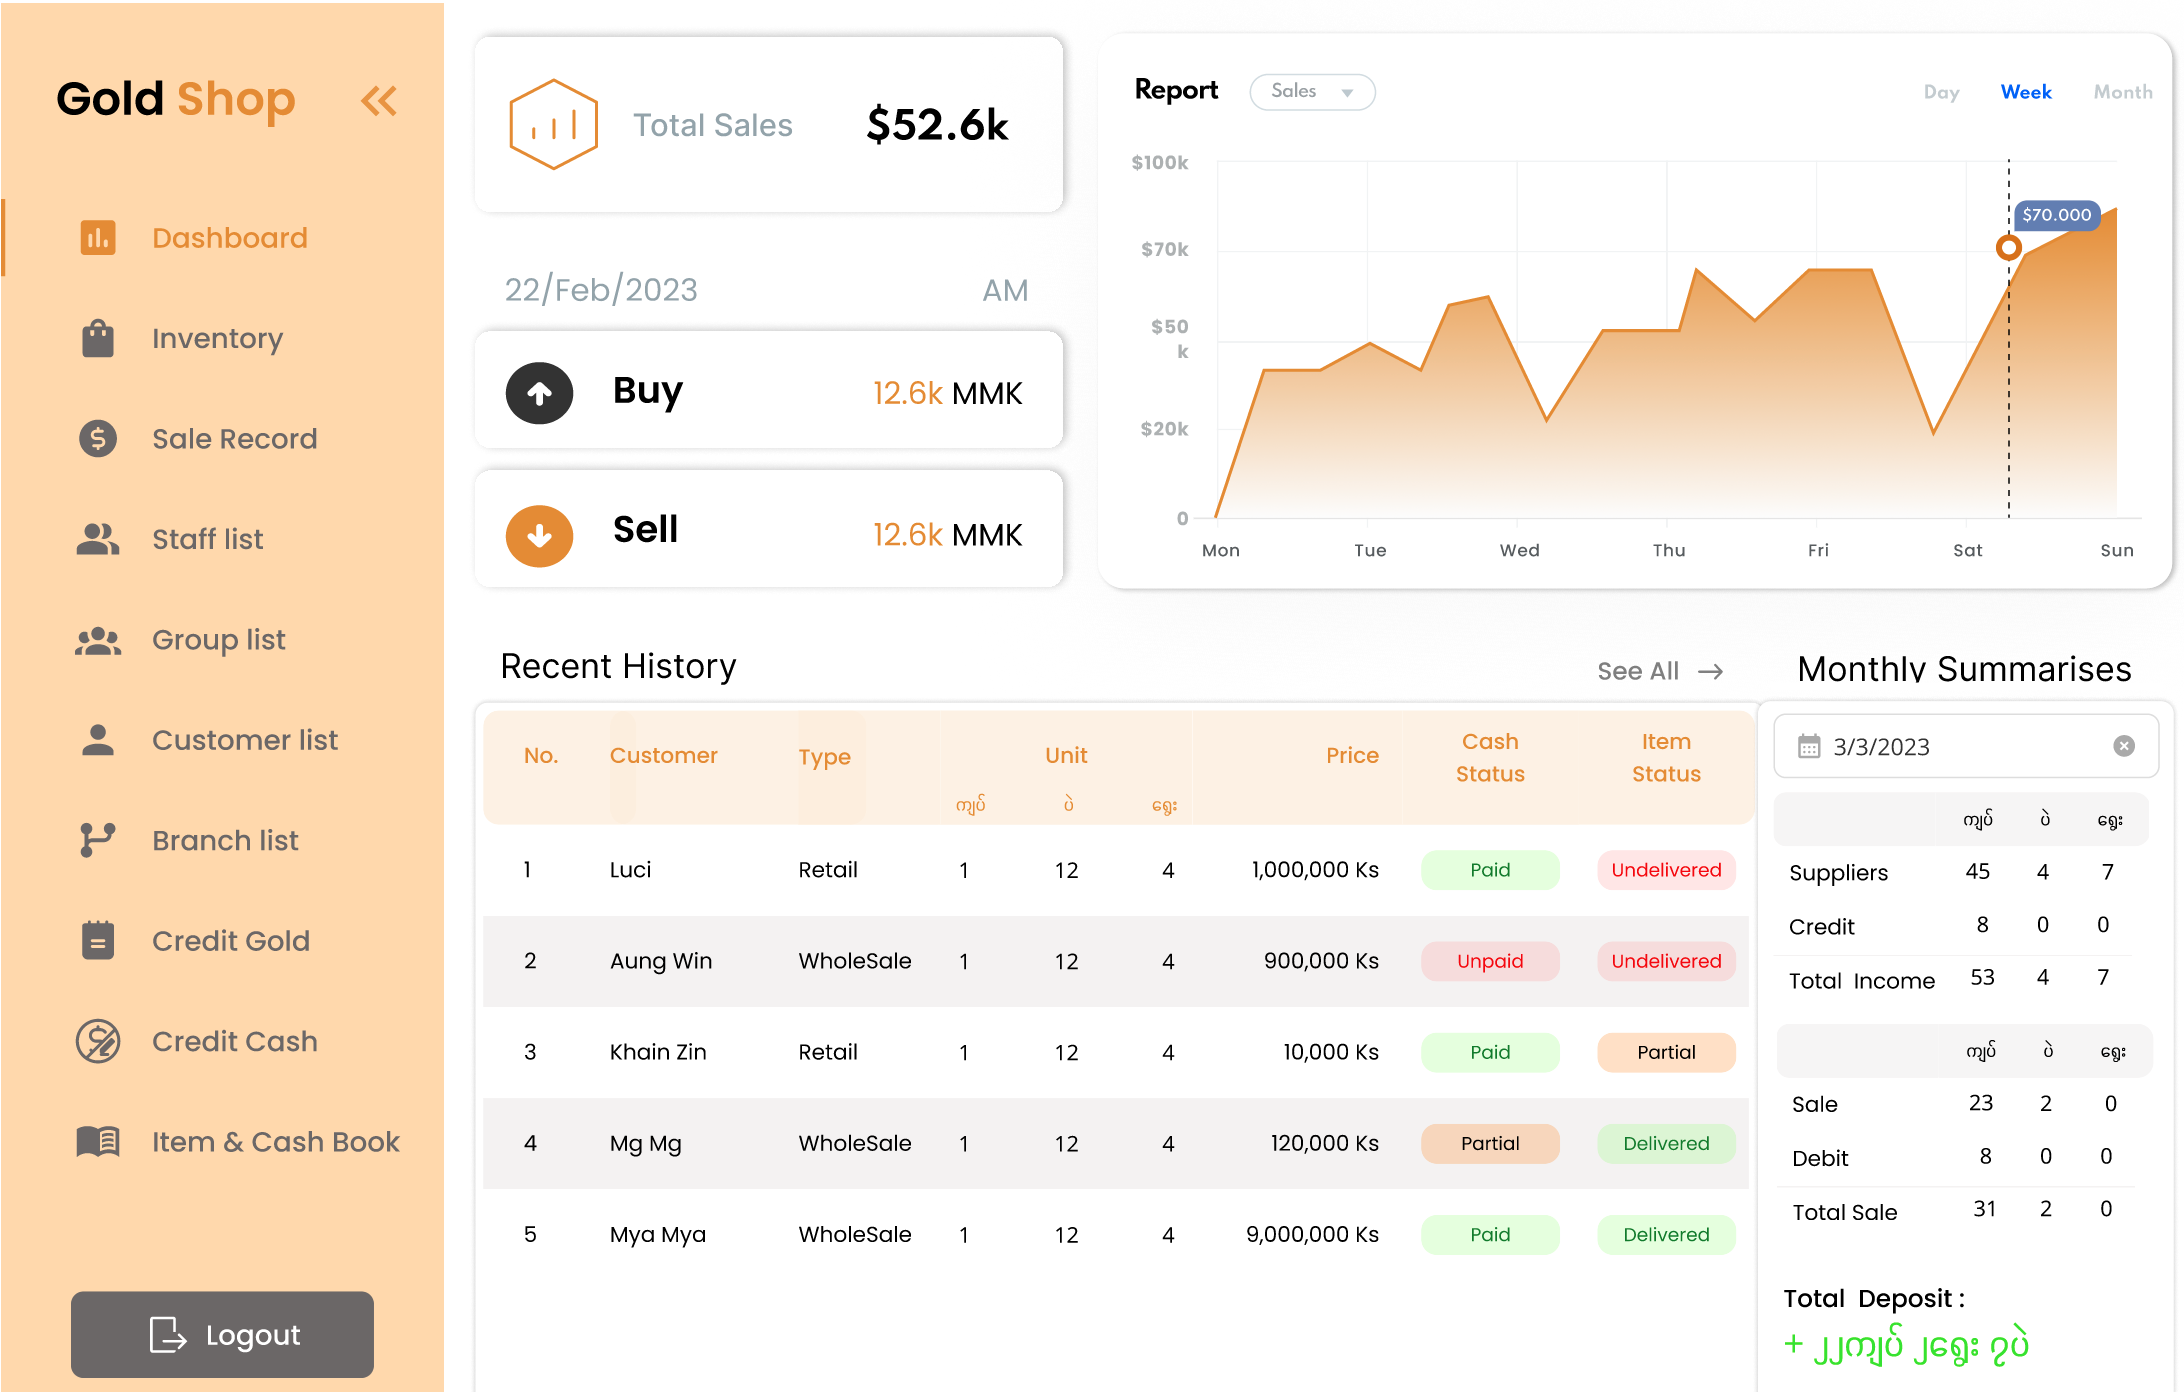 Gold Shop
Dashboard
Inventory
Sale Record
Staff list
Group list
Customer list
Branch list
Credit Gold
Credit Cash
Item & Cash Book
Logout
Total Sales $52.6k
22/Feb/2023 AM
Buy 12.6k MMK
Sell 12.6k MMK
Report Sales Day Week Month
$100k
$70k
$50
k
$20k
0
$70.000
Mon Tue Wed Thu Fri Sat Sun
Recent History See All
No. Customer Type Unit Price Cash Status Item Status
ကျပ် ပဲ ရွေး
1 Luci Retail 1 12 4 1,000,000 Ks Paid Undelivered
2 Aung Win WholeSale 1 12 4 900,000 Ks Unpaid Undelivered
3 Khain Zin Retail 1 12 4 10,000 Ks Paid Partial
4 Mg Mg WholeSale 1 12 4 120,000 Ks Partial Delivered
5 Mya Mya WholeSale 1 12 4 9,000,000 Ks Paid Delivered
Monthly Summarises
3/3/2023
ကျပ် ပဲ ရွေး
Suppliers 45 4 7
Credit 8 0 0
Total Income 53 4 7
ကျပ် ပဲ ရွေး
Sale 23 2 0
Debit 8 0 0
Total Sale 31 2 0
Total Deposit :
+ ၂၂ကျပ် ၂ရွေး ၇ပဲ